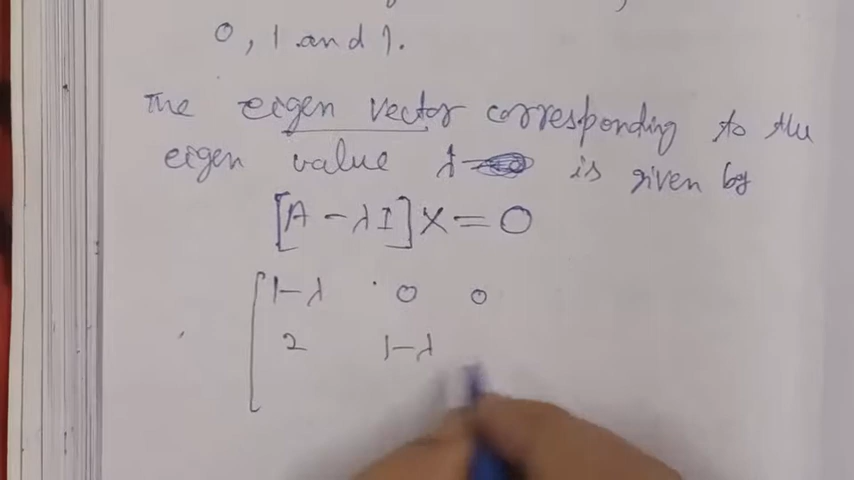 0, 1 and 1.
The eigen vector corresponding to the
eigen value λ is given by
[A - λI] X = 0
1-λ 0 0
2 1-λ